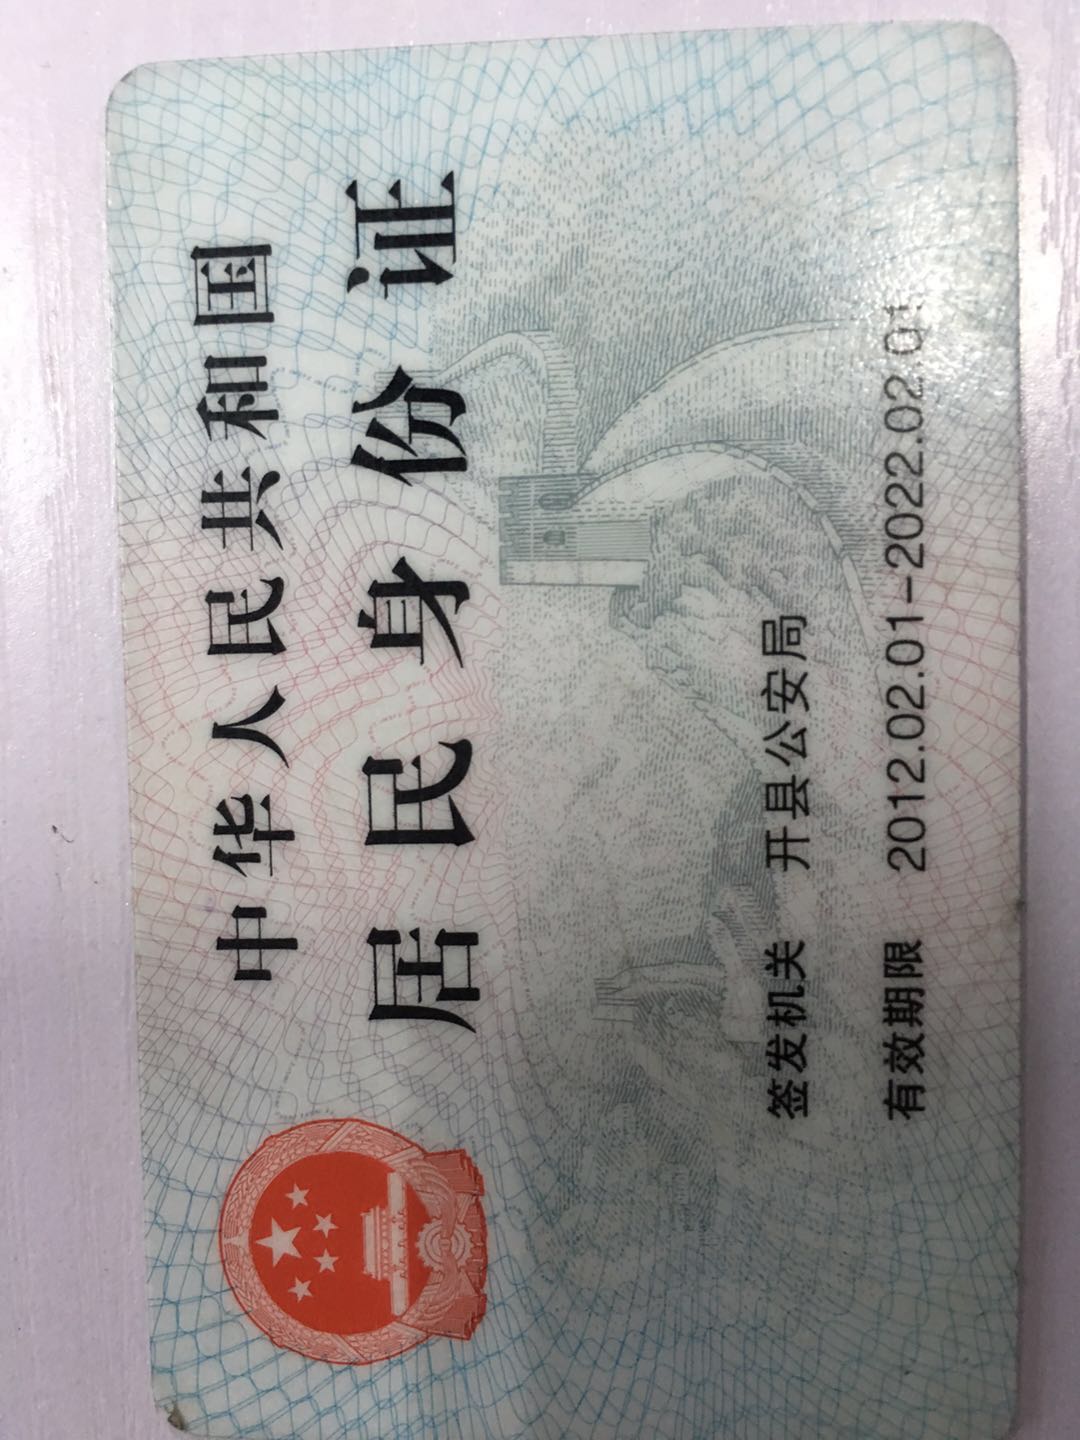 中华人民共和国
居民身份证
签发机关 开县公安局
有效期限 2012.02.01-2022.02.01